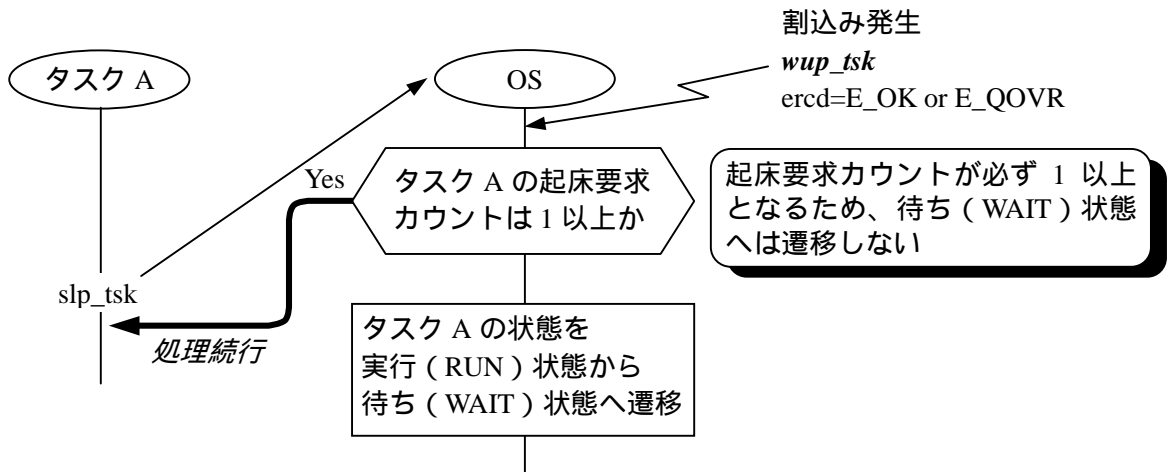 割込み発生
wup_tsk
ercd=E_OK or E_QOVR
タスク A
OS
Yes
タスク A の起床要求
カウントは 1 以上か
起床要求カウントが必ず 1 以上
となるため、待ち（WAIT）状態
へは遷移しない
slp_tsk
処理続行
タスク A の状態を
実行（RUN）状態から
待ち（WAIT）状態へ遷移